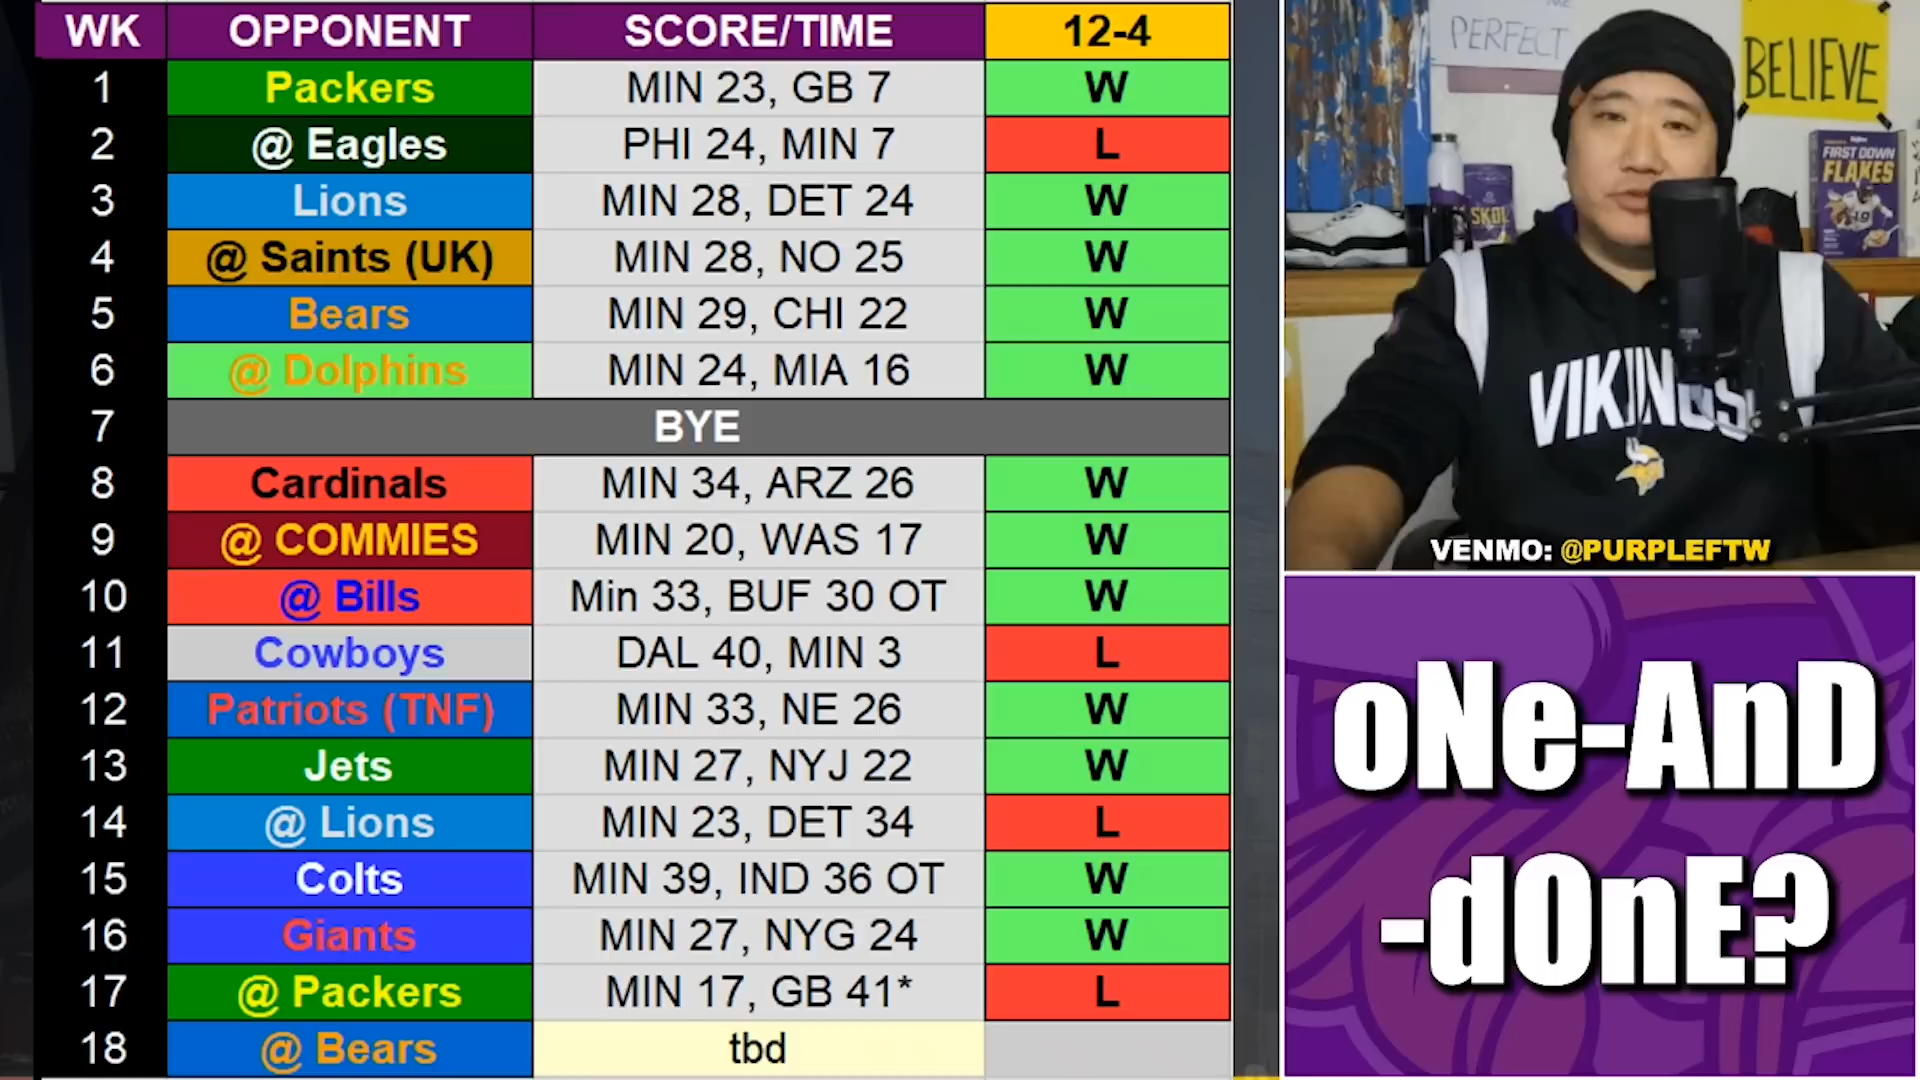 WK OPPONENT SCORE/TIME 12-4
1 Packers MIN 23, GB 7 W
2 @ Eagles PHI 24, MIN 7 L
3 Lions MIN 28, DET 24 W
4 @ Saints (UK) MIN 28, NO 25 W
5 Bears MIN 29, CHI 22 W
6 @ Dolphins MIN 24, MIA 16 W
7 BYE
8 Cardinals MIN 34, ARZ 26 W
9 @ COMMIES MIN 20, WAS 17 W
10 @ Bills Min 33, BUF 30 OT W
11 Cowboys DAL 40, MIN 3 L
12 Patriots (TNF) MIN 33, NE 26 W
13 Jets MIN 27, NYJ 22 W
14 @ Lions MIN 23, DET 34 L
15 Colts MIN 39, IND 36 OT W
16 Giants MIN 27, NYG 24 W
17 @ Packers MIN 17, GB 41* L
18 @ Bears tbd
PERFECT
BELIEVE
FIRST DOWN
FLAKES
19
SKOL
VIKINGS
VENMO: @PURPLEFTW
oNe-AnD
-dOnE?